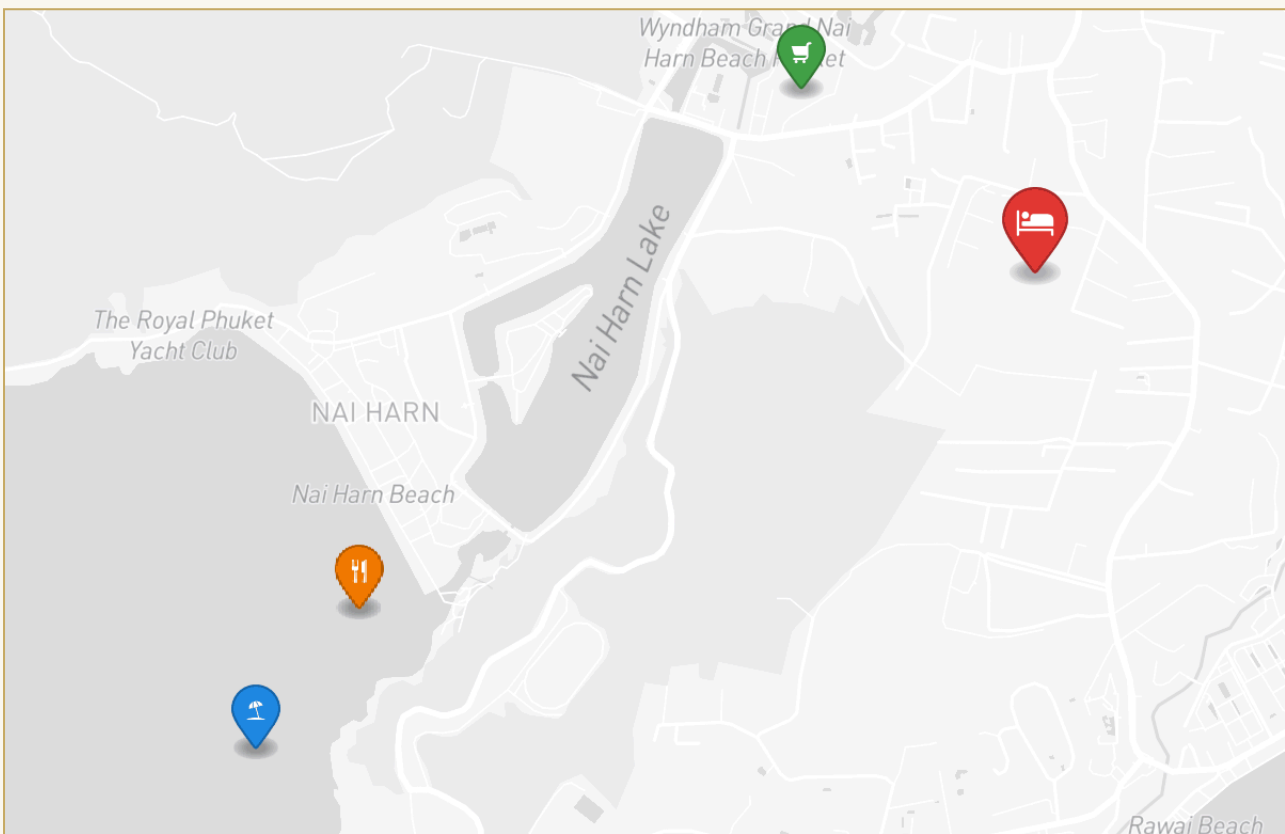 Wyndham Grand Nai
Harn Beach
Nai Harn Lake
The Royal Phuket
Yacht Club
NAI HARN
Nai Harn Beach
Rawai Beach